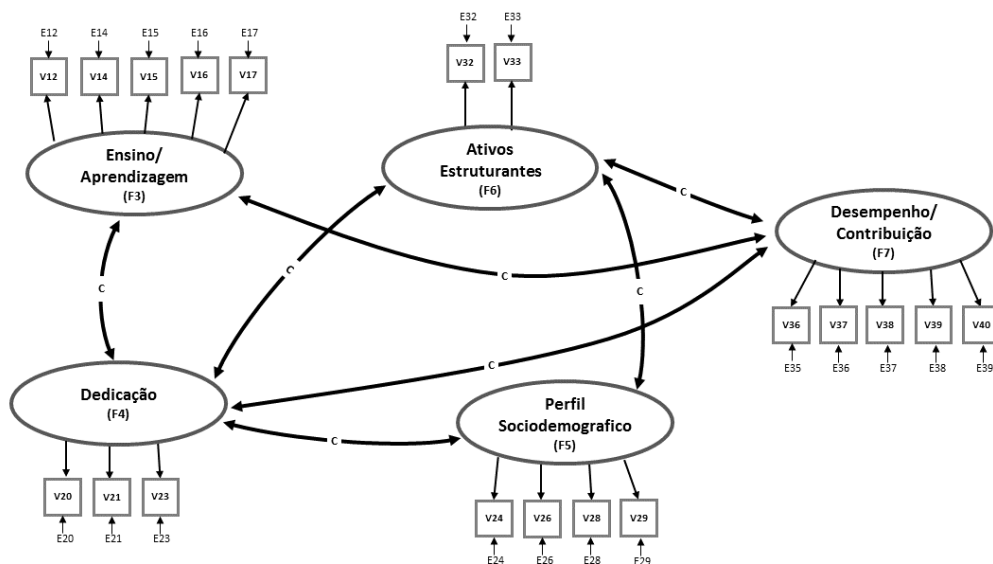 E12 E14 E15 E16 E17
V12 V14 V15 V16 V17
Ensino/
Aprendizagem
(F3)
E32 E33
V32 V33
Ativos
Estruturantes
(F6)
Desempenho/
Contribuição
(F7)
V36 V37 V38 V39 V40
E35 E36 E37 E38 E39
C
C
C
C
C
C
C
Dedicação
(F4)
V20 V21 V23
E20 E21 E23
Perfil
Sociodemografico
(F5)
V24 V26 V28 V29
E24 E26 E28 E29